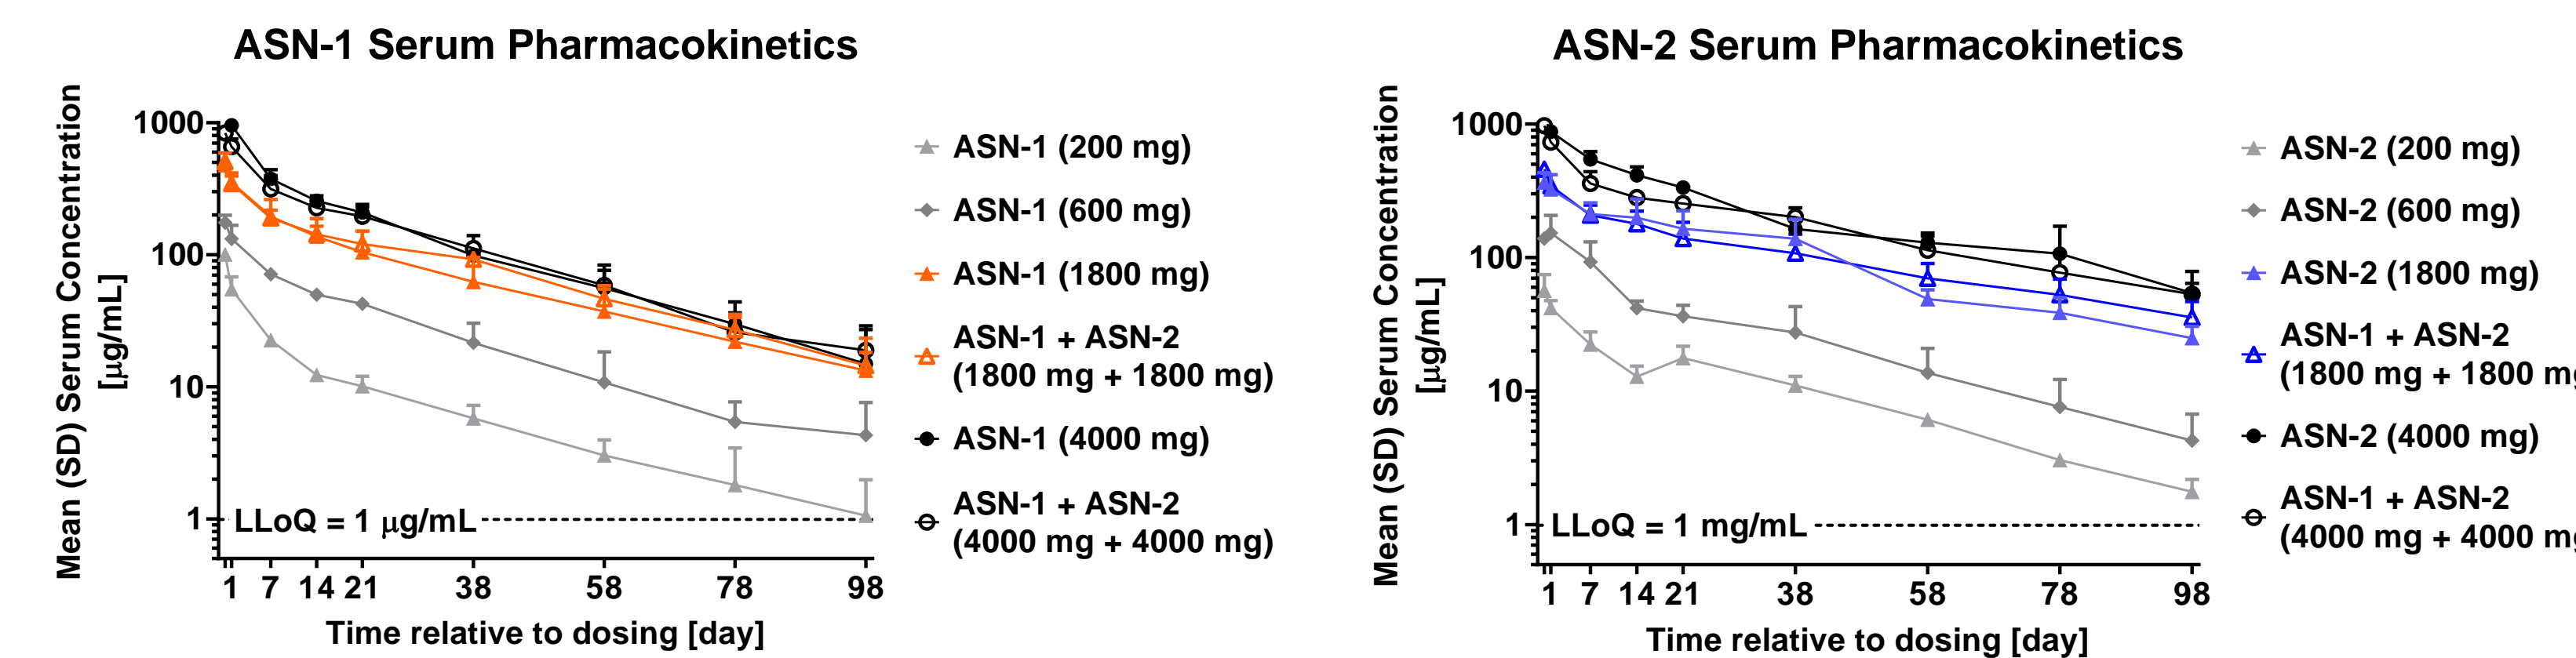 ASN-1 Serum Pharmacokinetics
Mean (SD) Serum Concentration
[μg/mL]
1000
100
10
1
LLoQ = 1 μg/mL
1 7 14 21 38 58 78 98
Time relative to dosing [day]
ASN-1 (200 mg)
ASN-1 (600 mg)
ASN-1 (1800 mg)
ASN-1 + ASN-2
(1800 mg + 1800 mg)
ASN-1 (4000 mg)
ASN-1 + ASN-2
(4000 mg + 4000 mg)
ASN-2 Serum Pharmacokinetics
Mean (SD) Serum Concentration
[μg/mL]
1000
100
10
1
LLoQ = 1 mg/mL
1 7 14 21 38 58 78 98
Time relative to dosing [day]
ASN-2 (200 mg)
ASN-2 (600 mg)
ASN-2 (1800 mg)
ASN-1 + ASN-2
(1800 mg + 1800 m
ASN-2 (4000 mg)
ASN-1 + ASN-2
(4000 mg + 4000 m